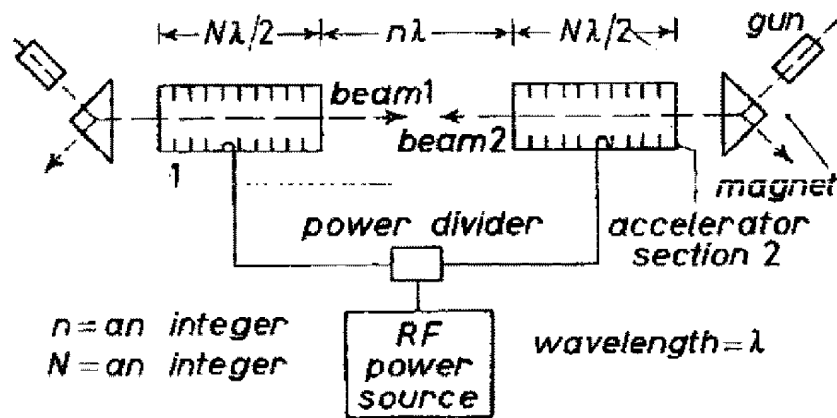 Nλ/2
nλ
Nλ/2
gun
beam1
beam2
1
magnet
power divider
accelerator
section 2
n=an integer
N=an integer
RF
power
source
wavelength=λ